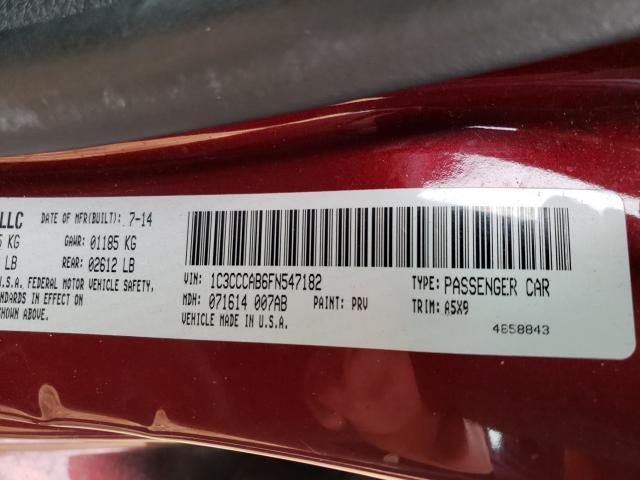 LLC DATE OF MFR(BUILT): 7-14
KG GAWR: 01185 KG
LB REAR: 02612 LB
U.S.A. FEDERAL MOTOR VEHICLE SAFETY,
STANDARDS IN EFFECT ON
SHOWN ABOVE.
VIN: 1C3CCCAB6FN547182
MDH: 071614 007AB PAINT: PRV
VEHICLE MADE IN U.S.A.
TYPE: PASSENGER CAR
TRIM: A5X9
4658843